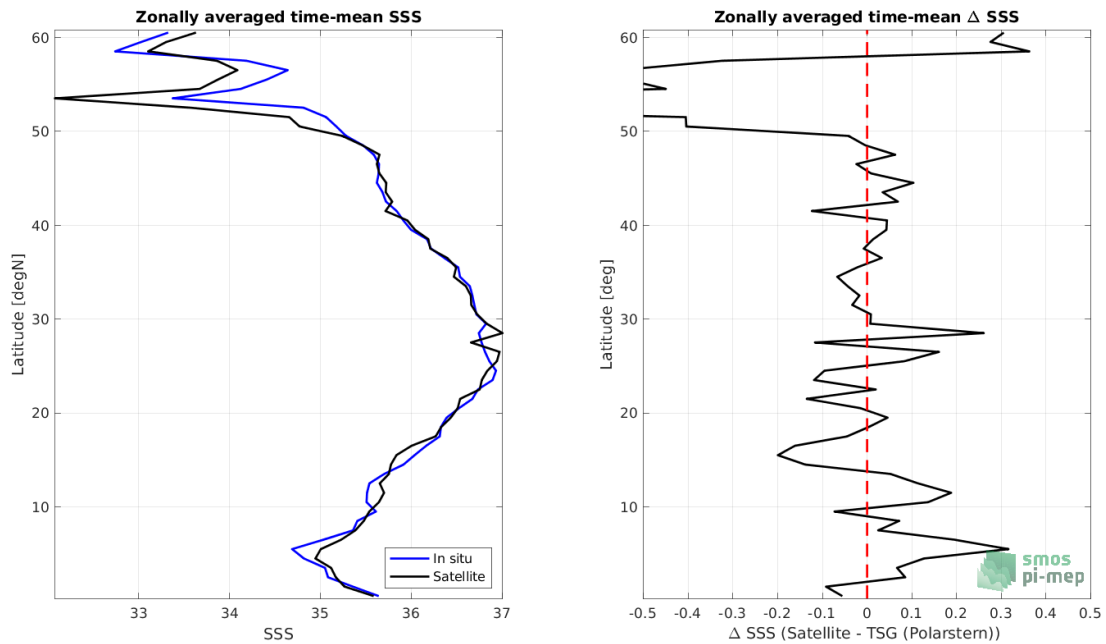 Zonally averaged time-mean SSS
60
50
40
30
20
10
Latitude [degN]
33
34
35
36
37
SSS
In situ
Satellite
Zonally averaged time-mean Δ SSS
60
50
40
30
20
10
Latitude [deg]
-0.5
-0.4
-0.3
-0.2
-0.1
0
0.1
0.2
0.3
0.4
0.5
Δ SSS (Satellite - TSG (Polarstern))
smos
pi-mep